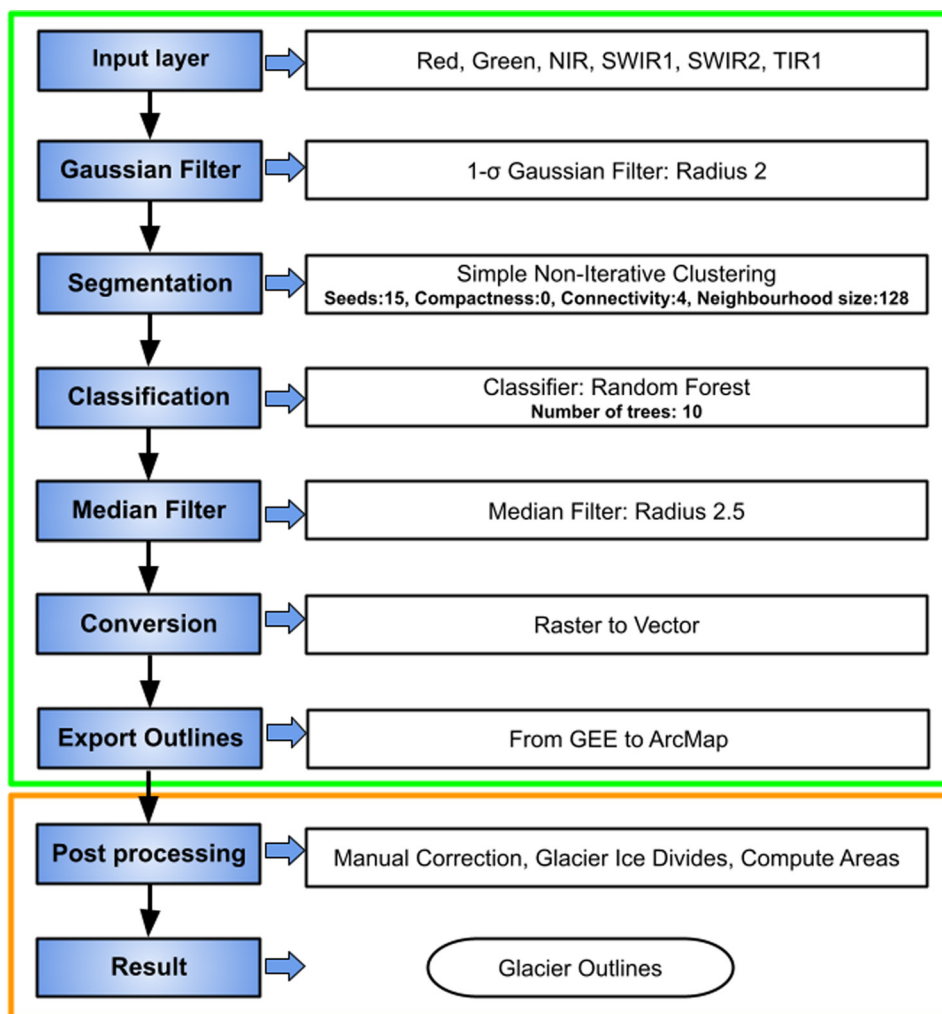 Input layer
Red, Green, NIR, SWIR1, SWIR2, TIR1
Gaussian Filter
1-σ Gaussian Filter: Radius 2
Segmentation
Simple Non-Iterative Clustering
Seeds:15, Compactness:0, Connectivity:4, Neighbourhood size:128
Classification
Classifier: Random Forest
Number of trees: 10
Median Filter
Median Filter: Radius 2.5
Conversion
Raster to Vector
Export Outlines
From GEE to ArcMap
Post processing
Manual Correction, Glacier Ice Divides, Compute Areas
Result
Glacier Outlines